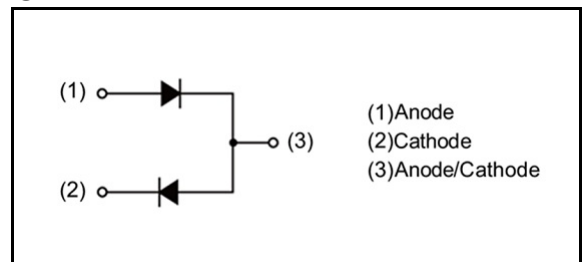 (1)
(1)Anode
(3)
(2)Cathode
(3)Anode/Cathode
(2)